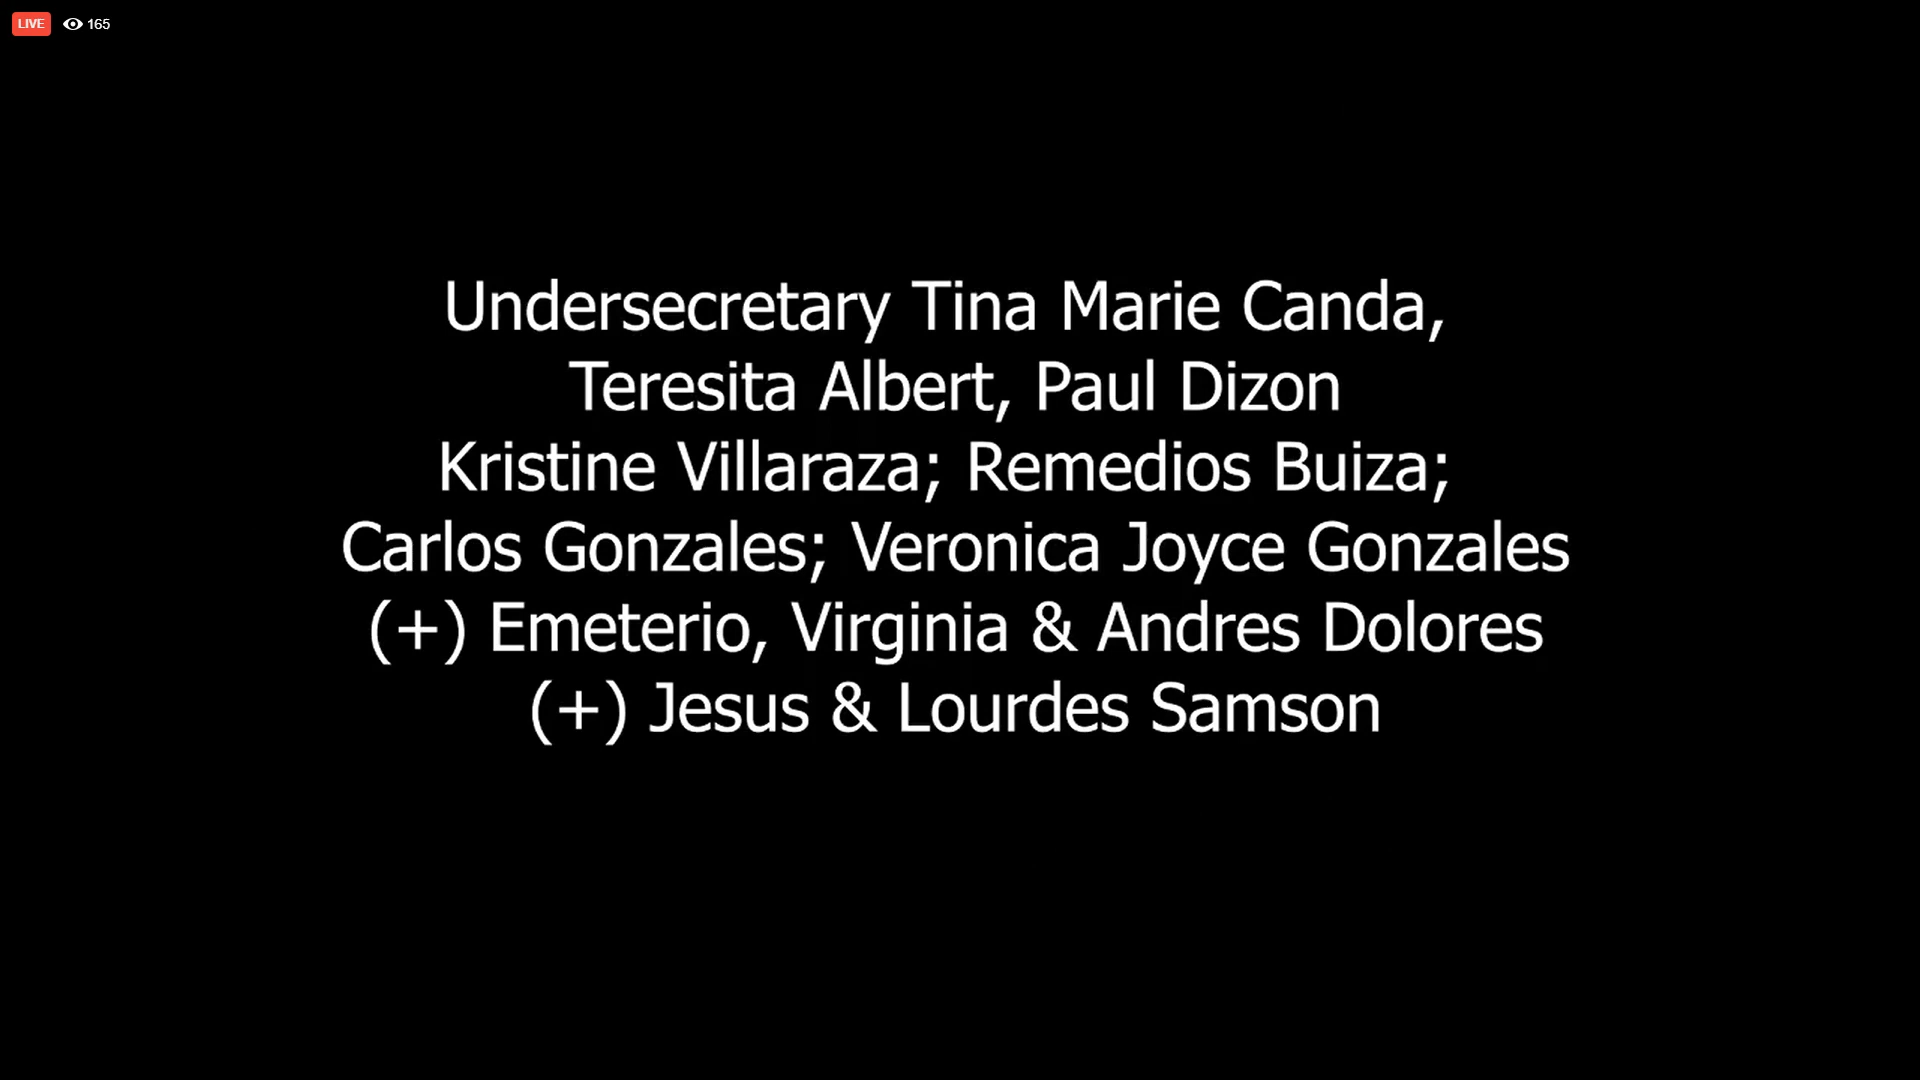 LIVE 165
Undersecretary Tina Marie Canda,
Teresita Albert, Paul Dizon
Kristine Villaraza; Remedios Buiza;
Carlos Gonzales; Veronica Joyce Gonzales
(+) Emeterio, Virginia & Andres Dolores
(+) Jesus & Lourdes Samson